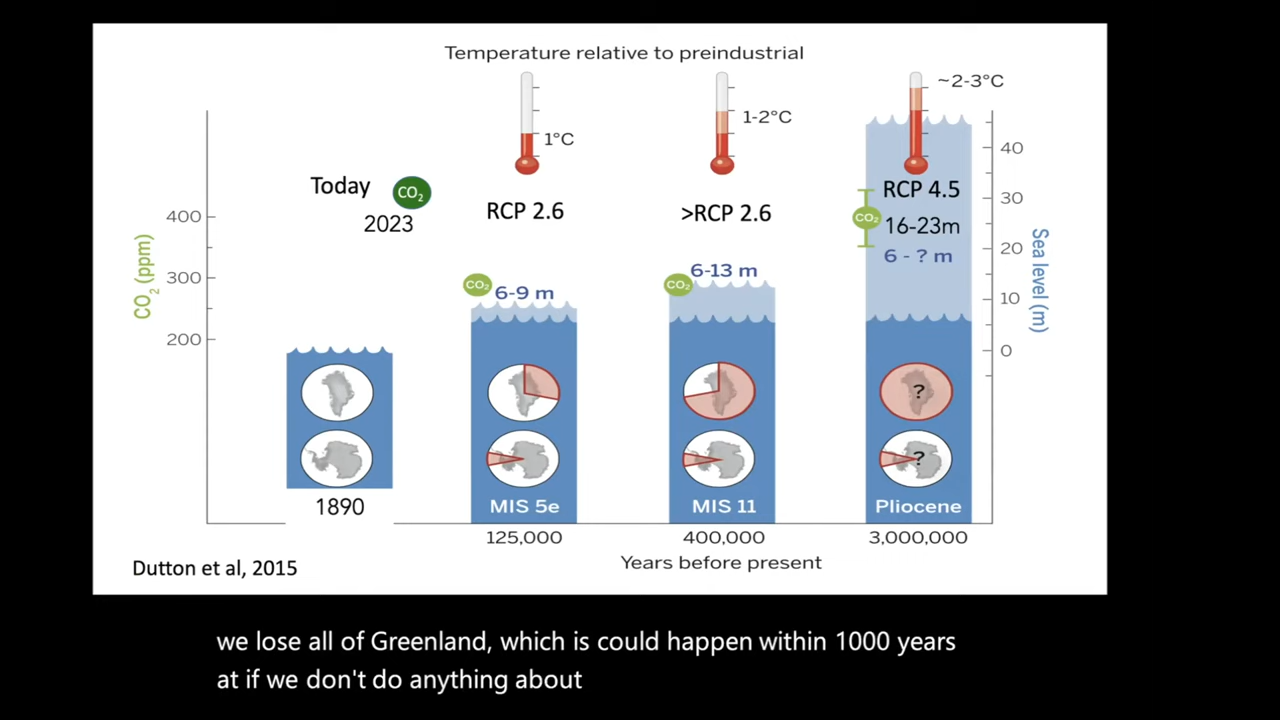 Temperature relative to preindustrial
~2-3°C
1-2°C
1°C
Today
CO₂
2023
RCP 2.6
>RCP 2.6
RCP 4.5
CO₂
16-23m
6 - ? m
CO₂
6-9 m
CO₂
6-13 m
CO₂ (ppm)
400
300
200
Sea level (m)
40
30
20
10
0
?
?
1890
MIS 5e
MIS 11
Pliocene
125,000
400,000
3,000,000
Years before present
Dutton et al, 2015
we lose all of Greenland, which is could happen within 1000 years
at if we don't do anything about